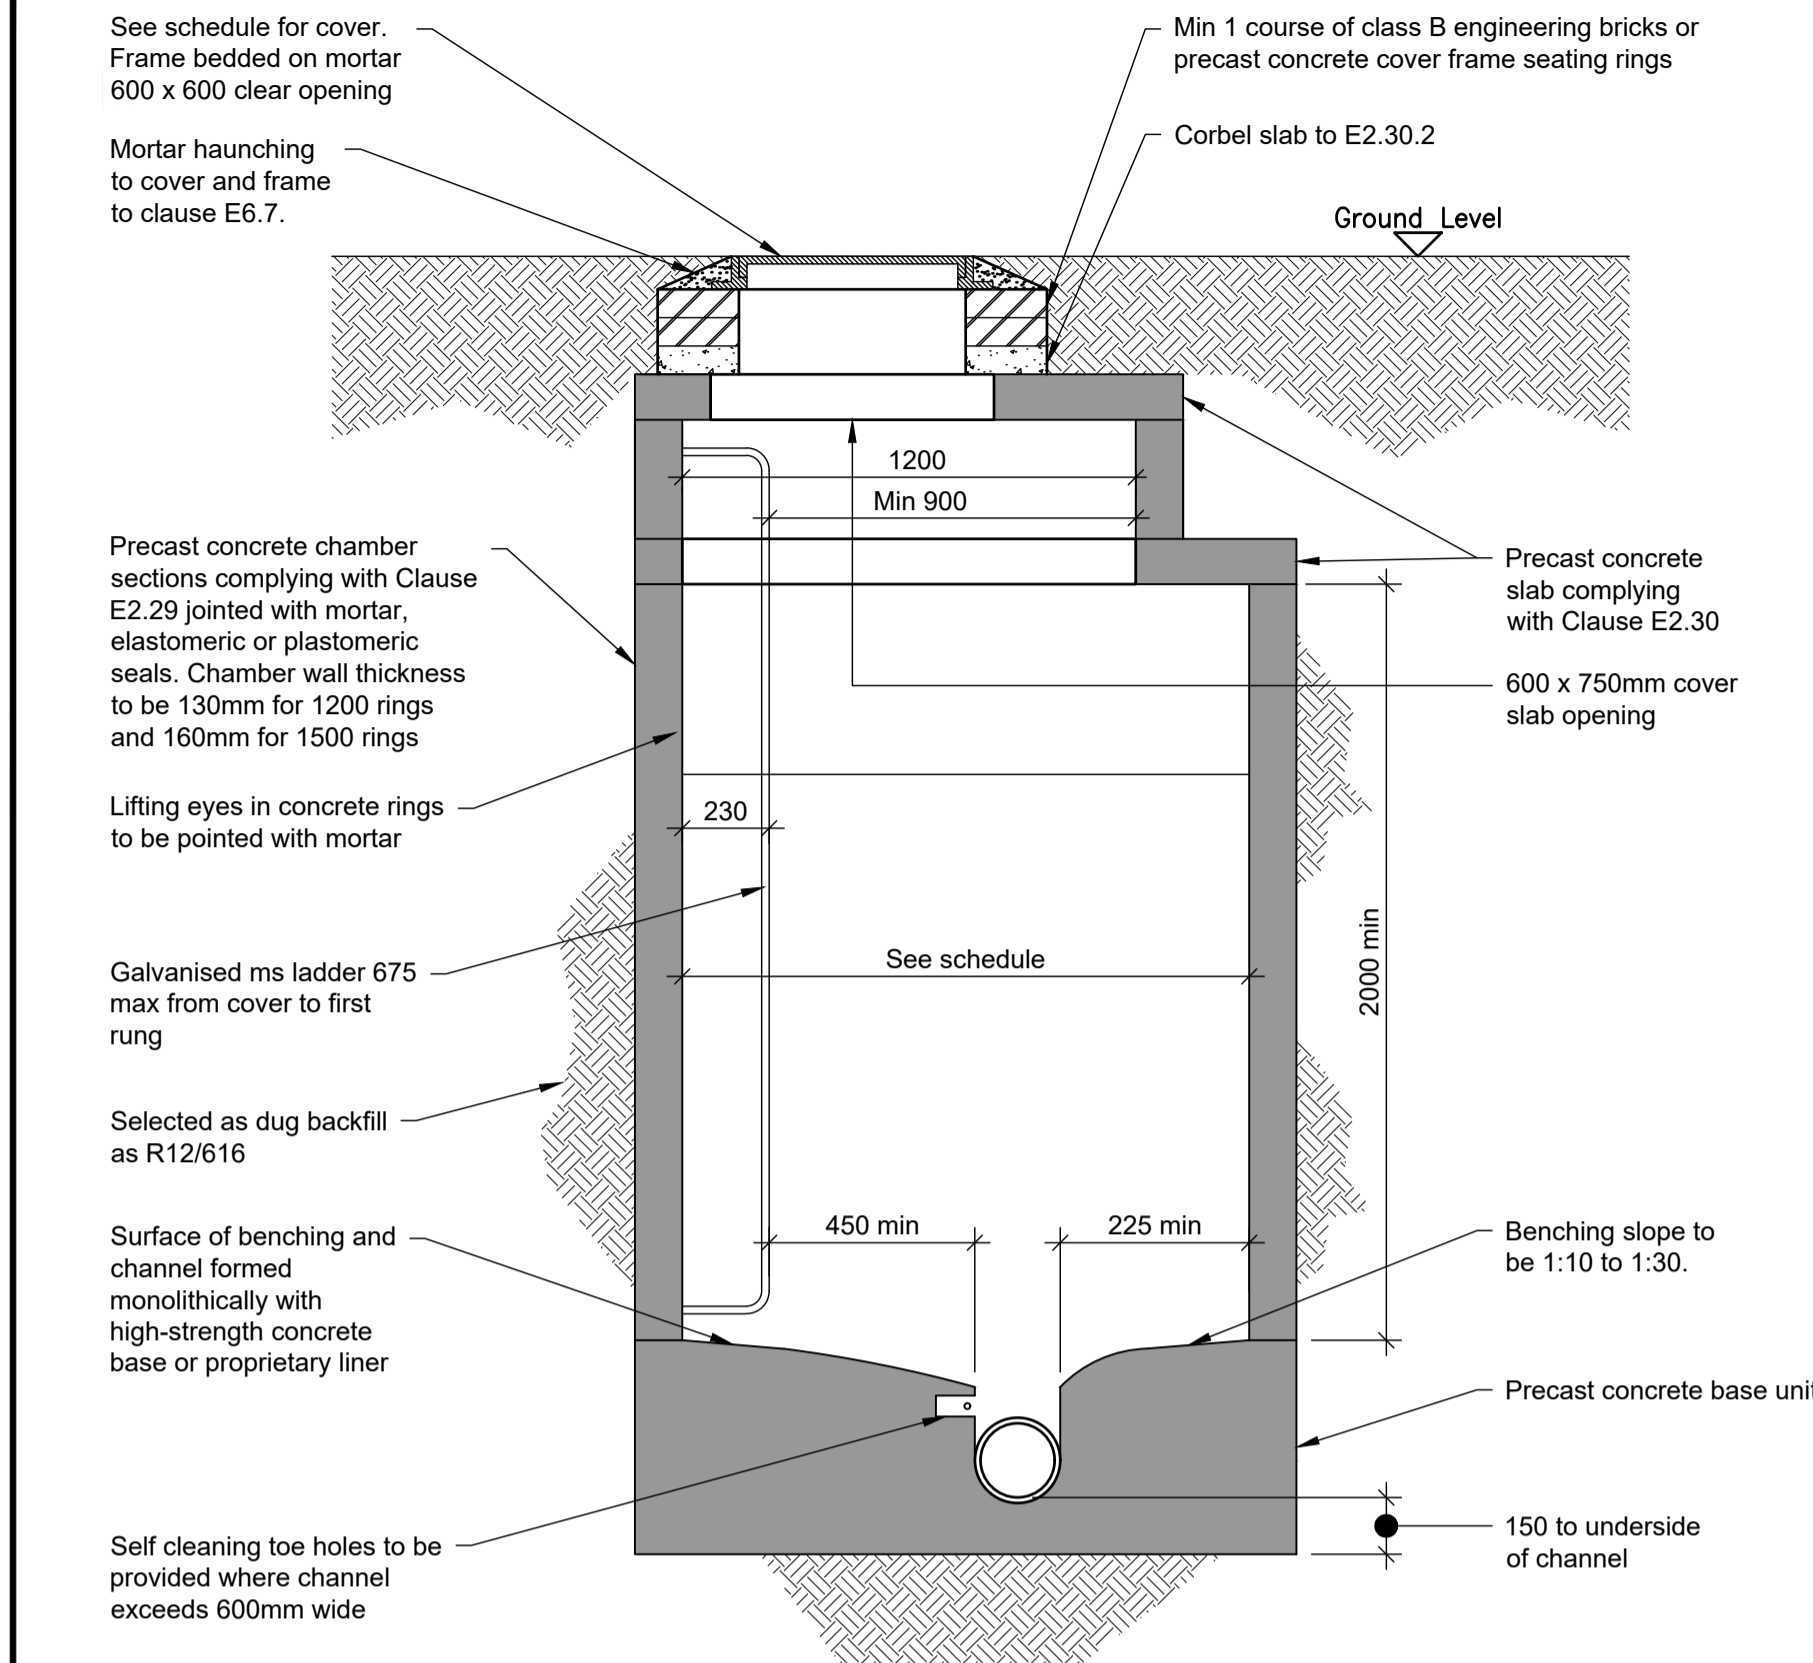 See schedule for cover.
Frame bedded on mortar
600 x 600 clear opening
Mortar haunching
to cover and frame
to clause E6.7.
Min 1 course of class B engineering bricks or
precast concrete cover frame seating rings
Corbel slab to E2.30.2
Ground Level
1200
Min 900
Precast concrete chamber
sections complying with Clause
E2.29 jointed with mortar,
elastomeric or plastomeric
seals. Chamber wall thickness
to be 130mm for 1200 rings
and 160mm for 1500 rings
Precast concrete
slab complying
with Clause E2.30
600 x 750mm cover
slab opening
Lifting eyes in concrete rings
to be pointed with mortar
230
Galvanised ms ladder 675
max from cover to first
rung
See schedule
2000 min
Selected as dug backfill
as R12/616
450 min
225 min
Surface of benching and
channel formed
monolithically with
high-strength concrete
base or proprietary liner
Benching slope to
be 1:10 to 1:30.
Precast concrete base unit
Self cleaning toe holes to be
provided where channel
exceeds 600mm wide
150 to underside
of channel